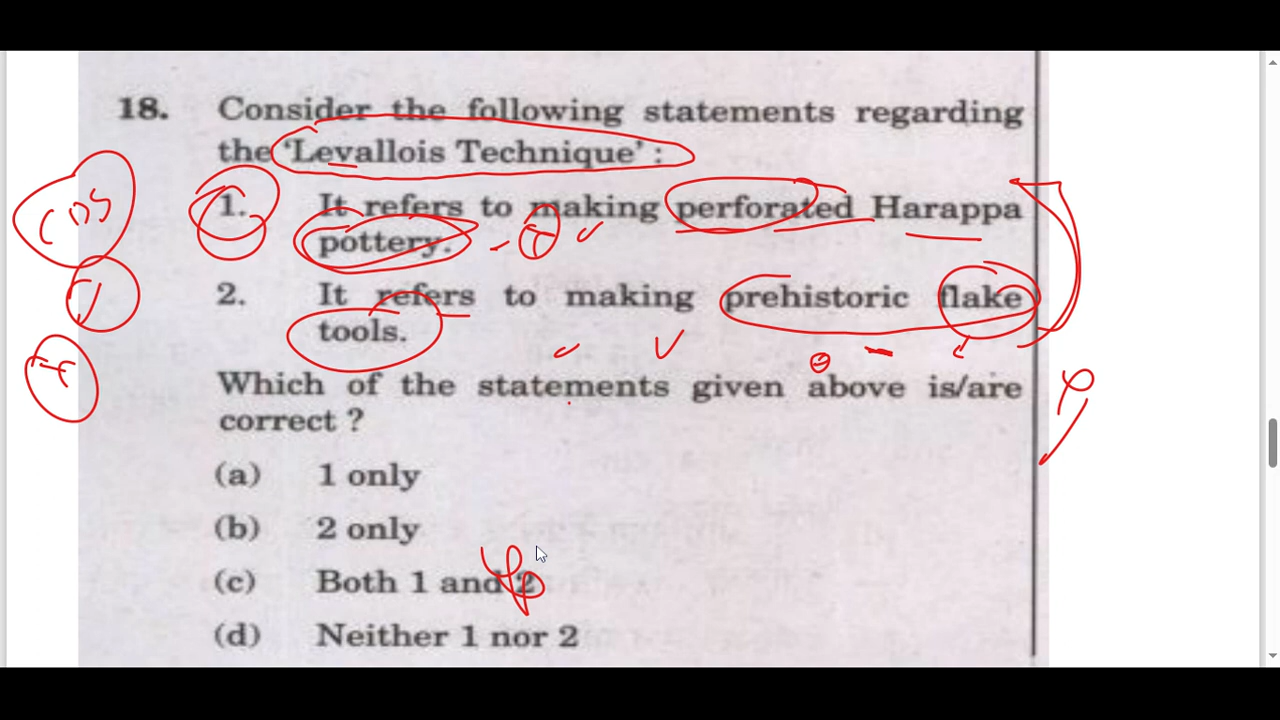 18. Consider the following statements regarding
the 'Levallois Technique' :
1. It refers to making perforated Harappa
pottery.
2. It refers to making prehistoric flake
tools.
Which of the statements given above is/are
correct ?
(a) 1 only
(b) 2 only
(c) Both 1 and 2
(d) Neither 1 nor 2